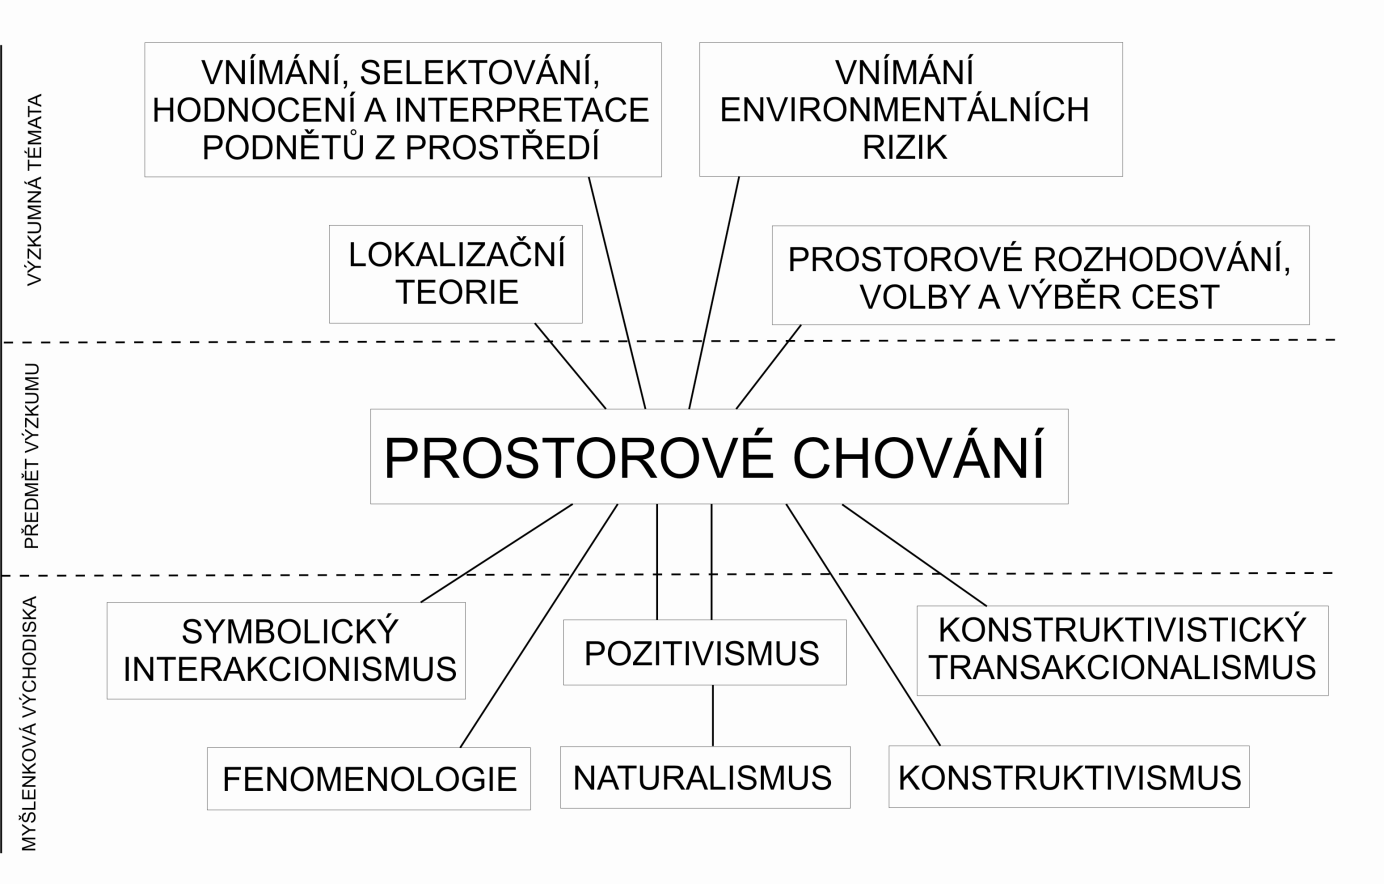 VÝZKUMNÁ TÉMATA
VNÍMÁNÍ, SELEKTOVÁNÍ,
HODNOCENÍ A INTERPRETACE
PODNĚTŮ Z PROSTŘEDÍ
VNÍMÁNÍ
ENVIRONMENTÁLNÍCH
RIZIK
LOKALIZAČNÍ
TEORIE
PROSTOROVÉ ROZHODOVÁNÍ,
VOLBY A VÝBĚR CEST
PŘEDMĚT VÝZKUMU
PROSTOROVÉ CHOVÁNÍ
MYŠLENKOVÁ VÝCHODISKA
SYMBOLICKÝ
INTERAKCIONISMUS
POZITIVISMUS
KONSTRUKTIVISTICKÝ
TRANSAKCIONALISMUS
FENOMENOLOGIE
NATURALISMUS
KONSTRUKTIVISMUS